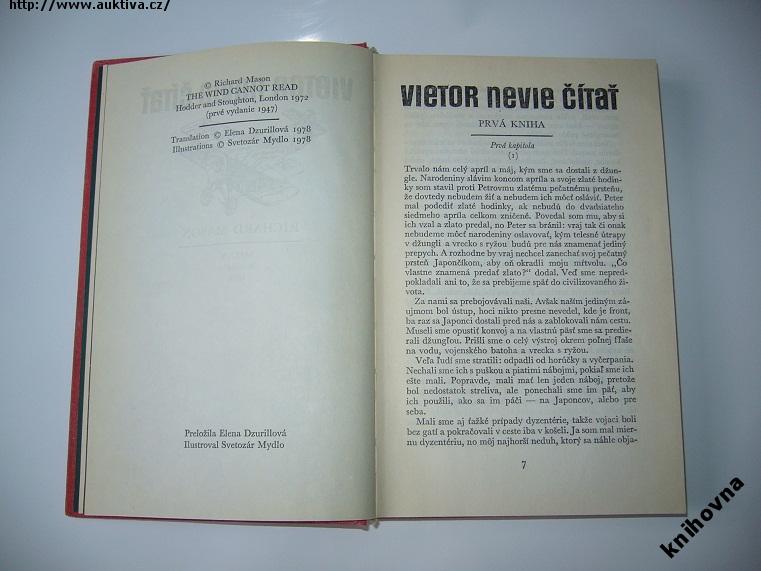 http://www.auktiva.cz/
© Richard Mason
THE WIND CANNOT READ
Hodder and Stoughton, London 1972
(prvé vydanie 1947)
Translation © Elena Dzurillová 1978
Illustrations © Svetozár Mydlo 1978
Preložila Elena Dzurillová
Ilustroval Svetozár Mydlo
VIETOR NEVIE ČÍTAŤ
PRVÁ KNIHA
Prvá kapitola
(1)
Trvalo nám celý apríl a máj, kým sme sa dostali z džun-
gle. Narodeniny slávim koncom apríla a svoje zlaté hodin-
ky som stavil proti Petrovmu zlatému pečatnému prsteňu,
že dovtedy nebudem žiť a nebudem ich môcť osláviť. Peter
mal podediť zlaté hodinky, ak nebudú do dvadsiateho
siedmeho apríla celkom zničené. Povedal som mu, aby si
ich vzal a zlato predal, no Peter sa bránil: vraj tak či onak
nebudeme môcť narodeniny oslavovať, kým telesné útrapy
v džungli a vrecko s ryžou budú pre nás znamenať jediný
prepych. A rozhodne by vraj nechcel zanechať svoj pečatný
prsteň Japončíkom, aby oň okradli moju mŕtvolu. „Čo
vlastne znamená predať zlato?“ dodal. Veď sme nepred-
pokladali ani to, že sa prebijeme späť do civilizovaného ži-
vota.
Za nami sa prebojovávali naši. Avšak naším jediným zá-
ujmom bol ústup, hoci nikto presne nevedel, kde je front,
ba raz sa Japonci dostali pred nás a zablokovali nám cestu.
Museli sme opustiť konvoj a na vlastnú päsť sme sa predie-
rali džungľou. Prišli sme o celý výstroj okrem poľnej fľaše
na vodu, vojenského batoha a vrecka s ryžou.
Veľa ľudí sme stratili: odpadli od horúčky a vyčerpania.
Nechali sme ich s puškou a piatimi nábojmi, pokiaľ sme ich
ešte mali. Popravde, mali mať len jeden náboj, pretože
bol nedostatok streliva, ale ponechali sme im päť, aby
ich použili, ako sa im páči — na Japoncov, alebo pre
seba.
Mali sme aj ťažké prípady dyzentérie, takže vojaci boli
bez gatí a pokračovali v ceste iba v košeli. Ja som mal mier-
nu dyzentériu, no môj najhorší neduh, ktorý sa náhle obja-
7
knihovna